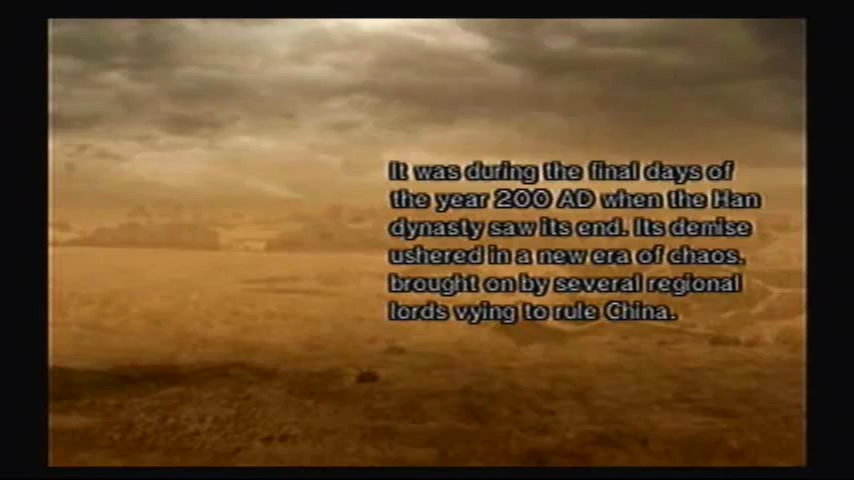 It was during the final days of
the year 200 AD when the Han
dynasty saw its end. Its demise
ushered in a new era of chaos,
brought on by several regional
lords vying to rule China.